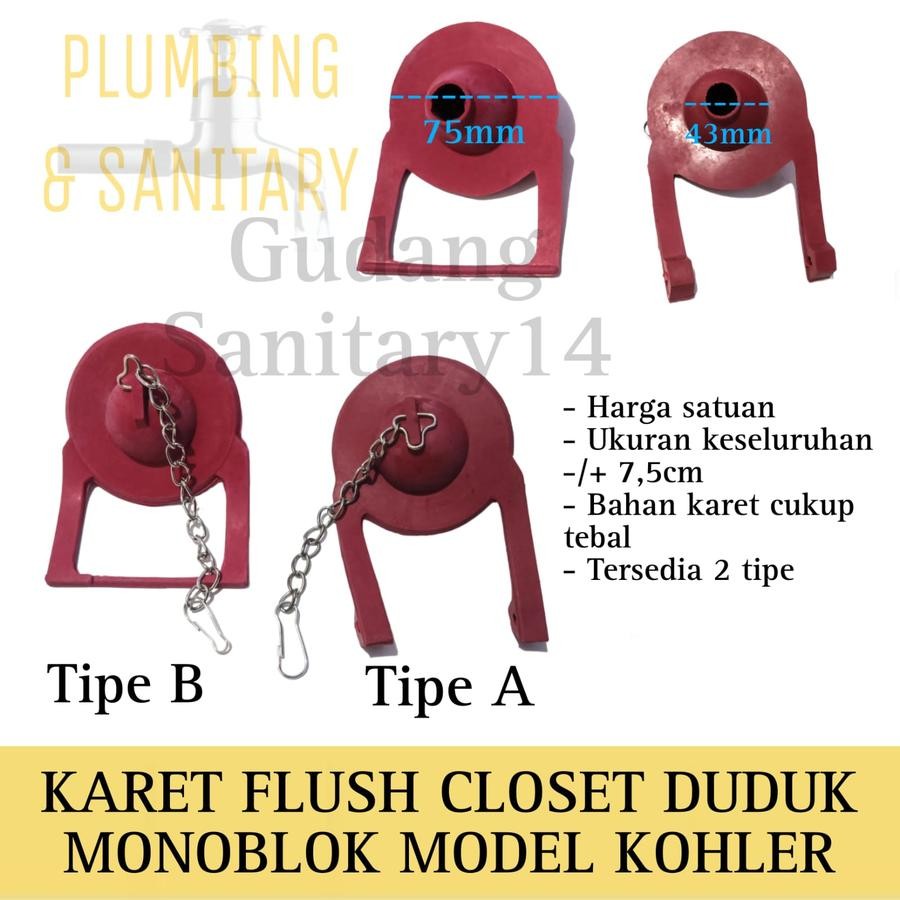 PLUMBING
& SANITARY
75mm
43mm
Gudang
Sanitary14
- Harga satuan
- Ukuran keseluruhan
-/+ 7,5cm
- Bahan karet cukup
tebal
- Tersedia 2 tipe
Tipe B
Tipe A
KARET FLUSH CLOSET DUDUK
MONOBLOK MODEL KOHLER